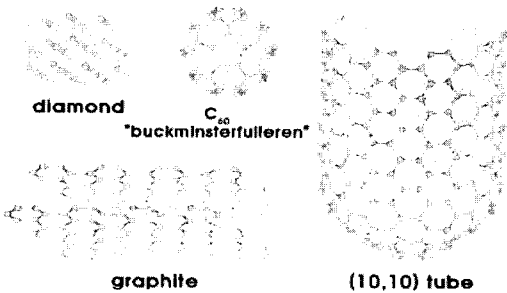 diamond
C₆₀
"buckminsterfulleren"
graphite
(10,10) tube